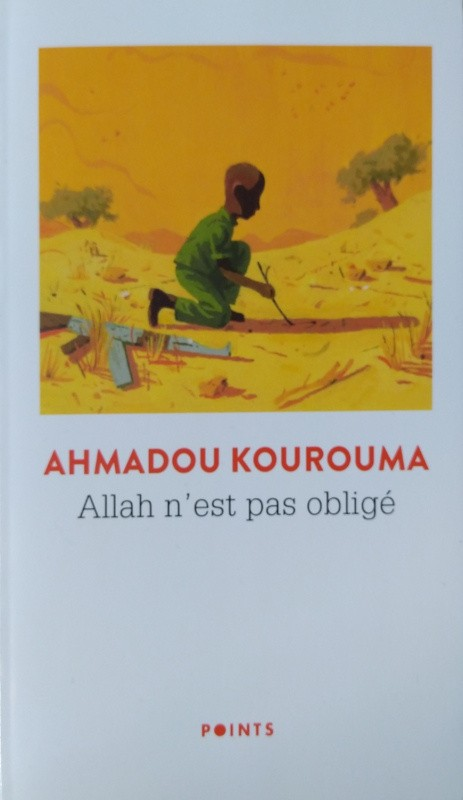 AHMADOU KOUROUMA
Allah n'est pas obligé
POINTS